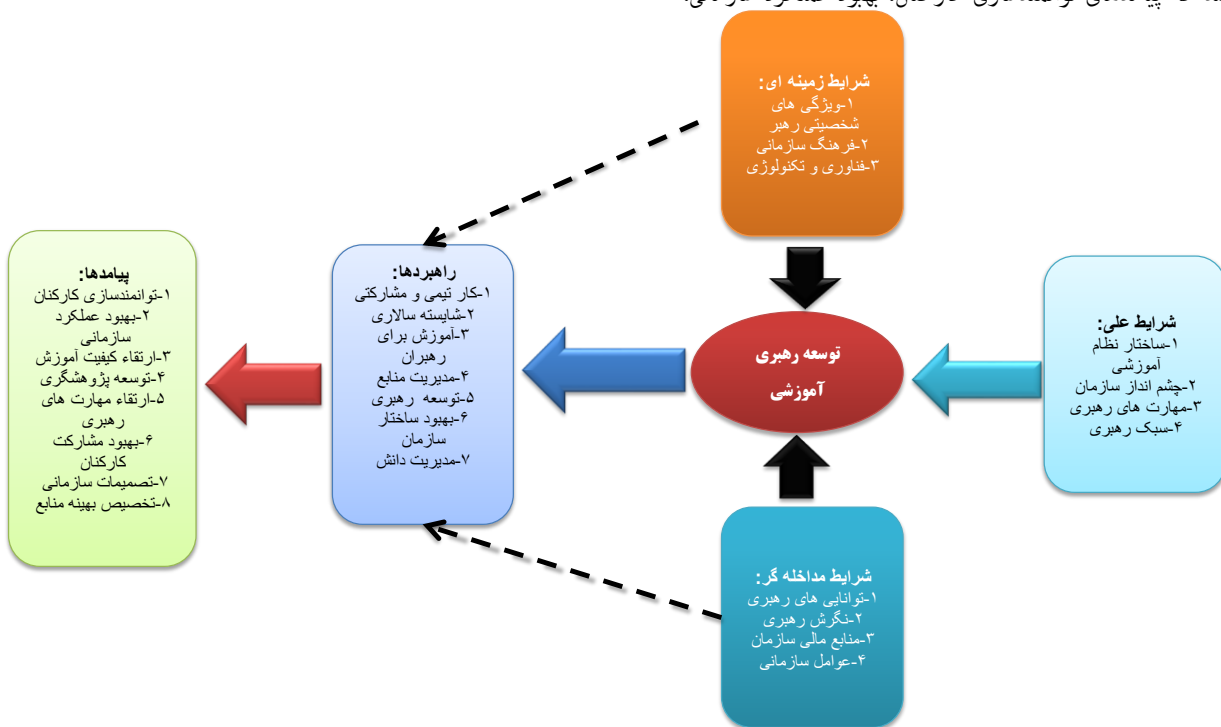 شرایط زمینه ای:
۱-ویژگی های
شخصیتی رهبر
۲-فرهنگ سازمانی
۳-فناوری و تکنولوژی
شرایط علی:
۱-ساختار نظام
آموزشی
۲-چشم انداز سازمان
۳-مهارت های رهبری
۴-سبک رهبری
توسعه رهبری
آموزشی
راهبردها:
۱-کار تیمی و مشارکتی
۲-شایسته سالاری
۳-آموزش برای
رهبران
۴-مدیریت منابع
۵-توسعه رهبری
۶-بهبود ساختار
سازمان
۷-مدیریت دانش
پیامدها:
۱-توانمندسازی کارکنان
۲-بهبود عملکرد
سازمانی
۳-ارتقاء کیفیت آموزش
۴-توسعه پژوهشگری
۵-ارتقاء مهارت های
رهبری
۶-بهبود مشارکت
کارکنان
۷-تصمیمات سازمانی
۸-تخصیص بهینه منابع
شرایط مداخله گر:
۱-توانایی های رهبری
۲-نگرش رهبری
۳-منابع مالی سازمان
۴-عوامل سازمانی